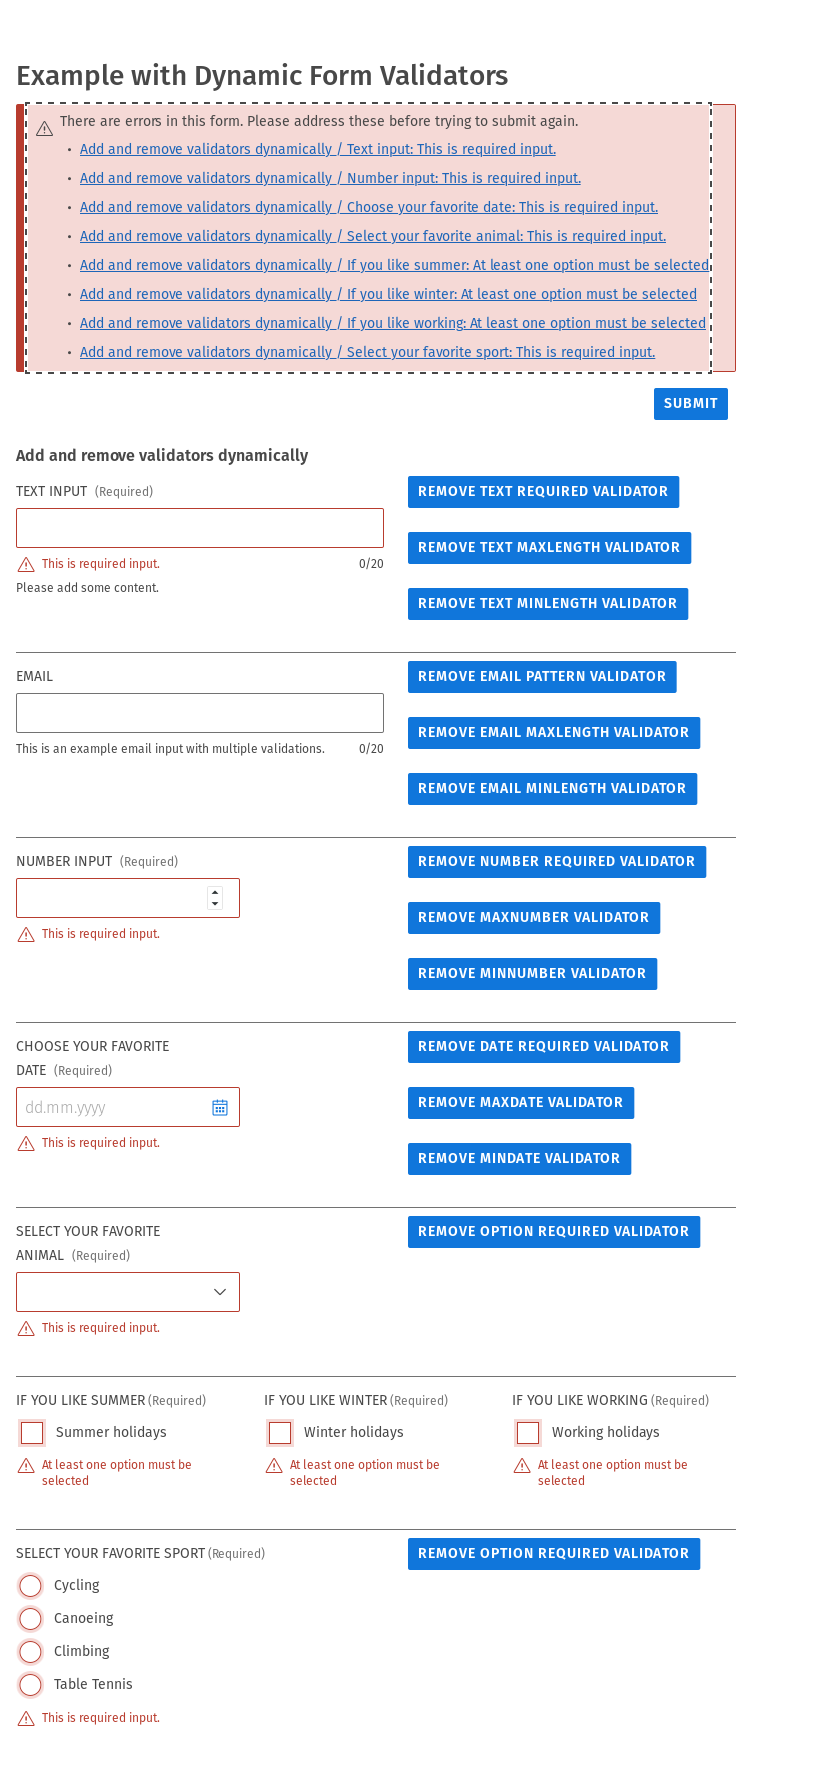 Example with Dynamic Form Validators
There are errors in this form. Please address these before trying to submit again.
• Add and remove validators dynamically / Text input: This is required input.
• Add and remove validators dynamically / Number input: This is required input.
• Add and remove validators dynamically / Choose your favorite date: This is required input.
• Add and remove validators dynamically / Select your favorite animal: This is required input.
• Add and remove validators dynamically / If you like summer: At least one option must be selected
• Add and remove validators dynamically / If you like winter: At least one option must be selected
• Add and remove validators dynamically / If you like working: At least one option must be selected
• Add and remove validators dynamically / Select your favorite sport: This is required input.
SUBMIT
Add and remove validators dynamically
TEXT INPUT (Required)
This is required input. 0/20
Please add some content.
REMOVE TEXT REQUIRED VALIDATOR
REMOVE TEXT MAXLENGTH VALIDATOR
REMOVE TEXT MINLENGTH VALIDATOR
EMAIL
This is an example email input with multiple validations. 0/20
REMOVE EMAIL PATTERN VALIDATOR
REMOVE EMAIL MAXLENGTH VALIDATOR
REMOVE EMAIL MINLENGTH VALIDATOR
NUMBER INPUT (Required)
This is required input.
REMOVE NUMBER REQUIRED VALIDATOR
REMOVE MAXNUMBER VALIDATOR
REMOVE MINNUMBER VALIDATOR
CHOOSE YOUR FAVORITE
DATE (Required)
dd.mm.yyyy
This is required input.
REMOVE DATE REQUIRED VALIDATOR
REMOVE MAXDATE VALIDATOR
REMOVE MINDATE VALIDATOR
SELECT YOUR FAVORITE
ANIMAL (Required)
This is required input.
REMOVE OPTION REQUIRED VALIDATOR
IF YOU LIKE SUMMER (Required)
Summer holidays
At least one option must be
selected
IF YOU LIKE WINTER (Required)
Winter holidays
At least one option must be
selected
IF YOU LIKE WORKING (Required)
Working holidays
At least one option must be
selected
SELECT YOUR FAVORITE SPORT (Required)
Cycling
Canoeing
Climbing
Table Tennis
This is required input.
REMOVE OPTION REQUIRED VALIDATOR